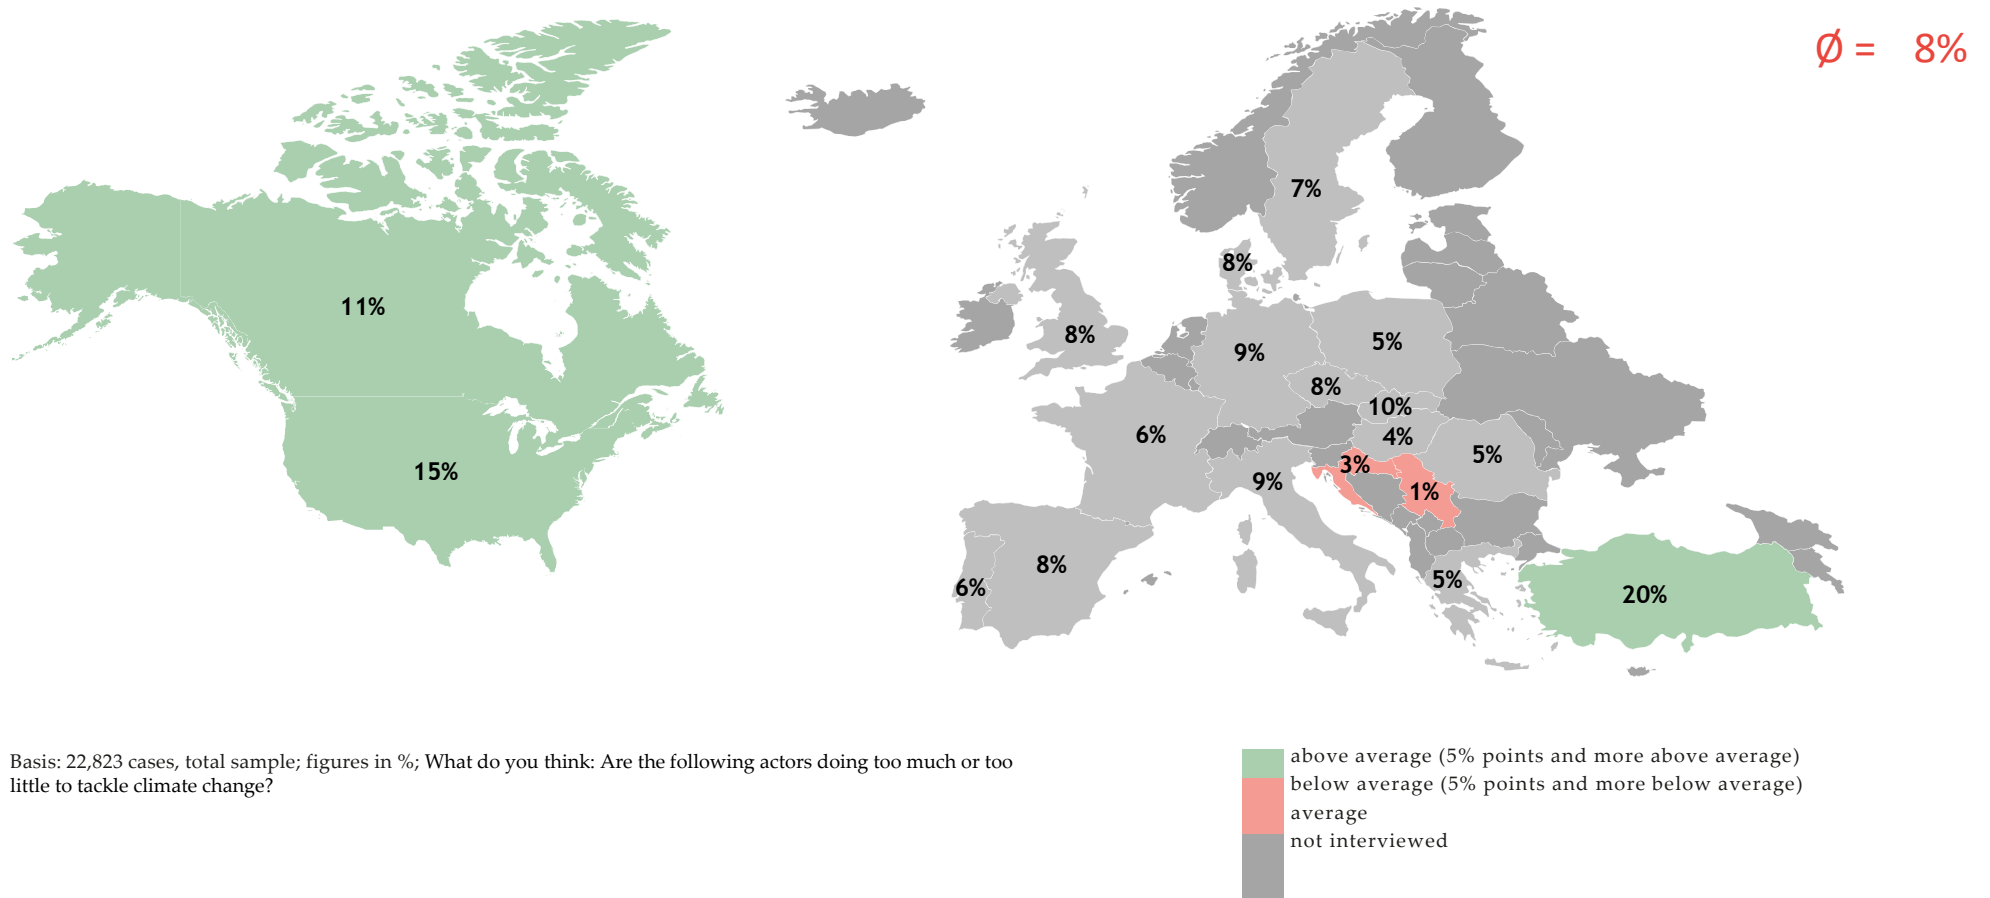 Ø = 8%
7%
8%
11%
8%
9%
5%
8%
10%
6%
4%
5%
15%
3%
9%
1%
8%
5%
6%
20%
Basis: 22,823 cases, total sample; figures in %; What do you think: Are the following actors doing too much or too
little to tackle climate change?
above average (5% points and more above average)
below average (5% points and more below average)
average
not interviewed